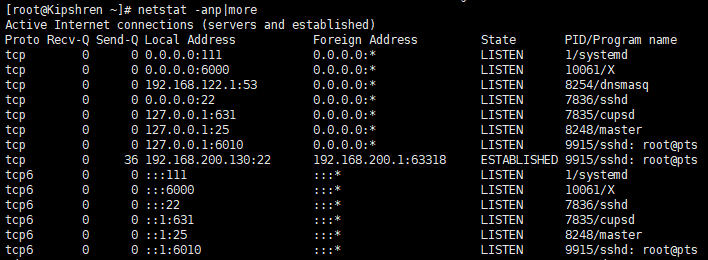 [root@Kipshren ~]# netstat -anp|more
Active Internet connections (servers and established)
Proto Recv-Q Send-Q Local Address           Foreign Address         State       PID/Program name
tcp        0      0 0.0.0.0:111             0.0.0.0:*               LISTEN      1/systemd
tcp        0      0 0.0.0.0:6000            0.0.0.0:*               LISTEN      10061/X
tcp        0      0 192.168.122.1:53        0.0.0.0:*               LISTEN      8254/dnsmasq
tcp        0      0 0.0.0.0:22              0.0.0.0:*               LISTEN      7836/sshd
tcp        0      0 127.0.0.1:631           0.0.0.0:*               LISTEN      7835/cupsd
tcp        0      0 127.0.0.1:25            0.0.0.0:*               LISTEN      8248/master
tcp        0      0 127.0.0.1:6010          0.0.0.0:*               LISTEN      9915/sshd: root@pts
tcp        0     36 192.168.200.130:22      192.168.200.1:63318     ESTABLISHED 9915/sshd: root@pts
tcp6       0      0 :::111                  :::*                    LISTEN      1/systemd
tcp6       0      0 :::6000                 :::*                    LISTEN      10061/X
tcp6       0      0 :::22                   :::*                    LISTEN      7836/sshd
tcp6       0      0 ::1:631                 :::*                    LISTEN      7835/cupsd
tcp6       0      0 ::1:25                  :::*                    LISTEN      8248/master
tcp6       0      0 ::1:6010                :::*                    LISTEN      9915/sshd: root@pts